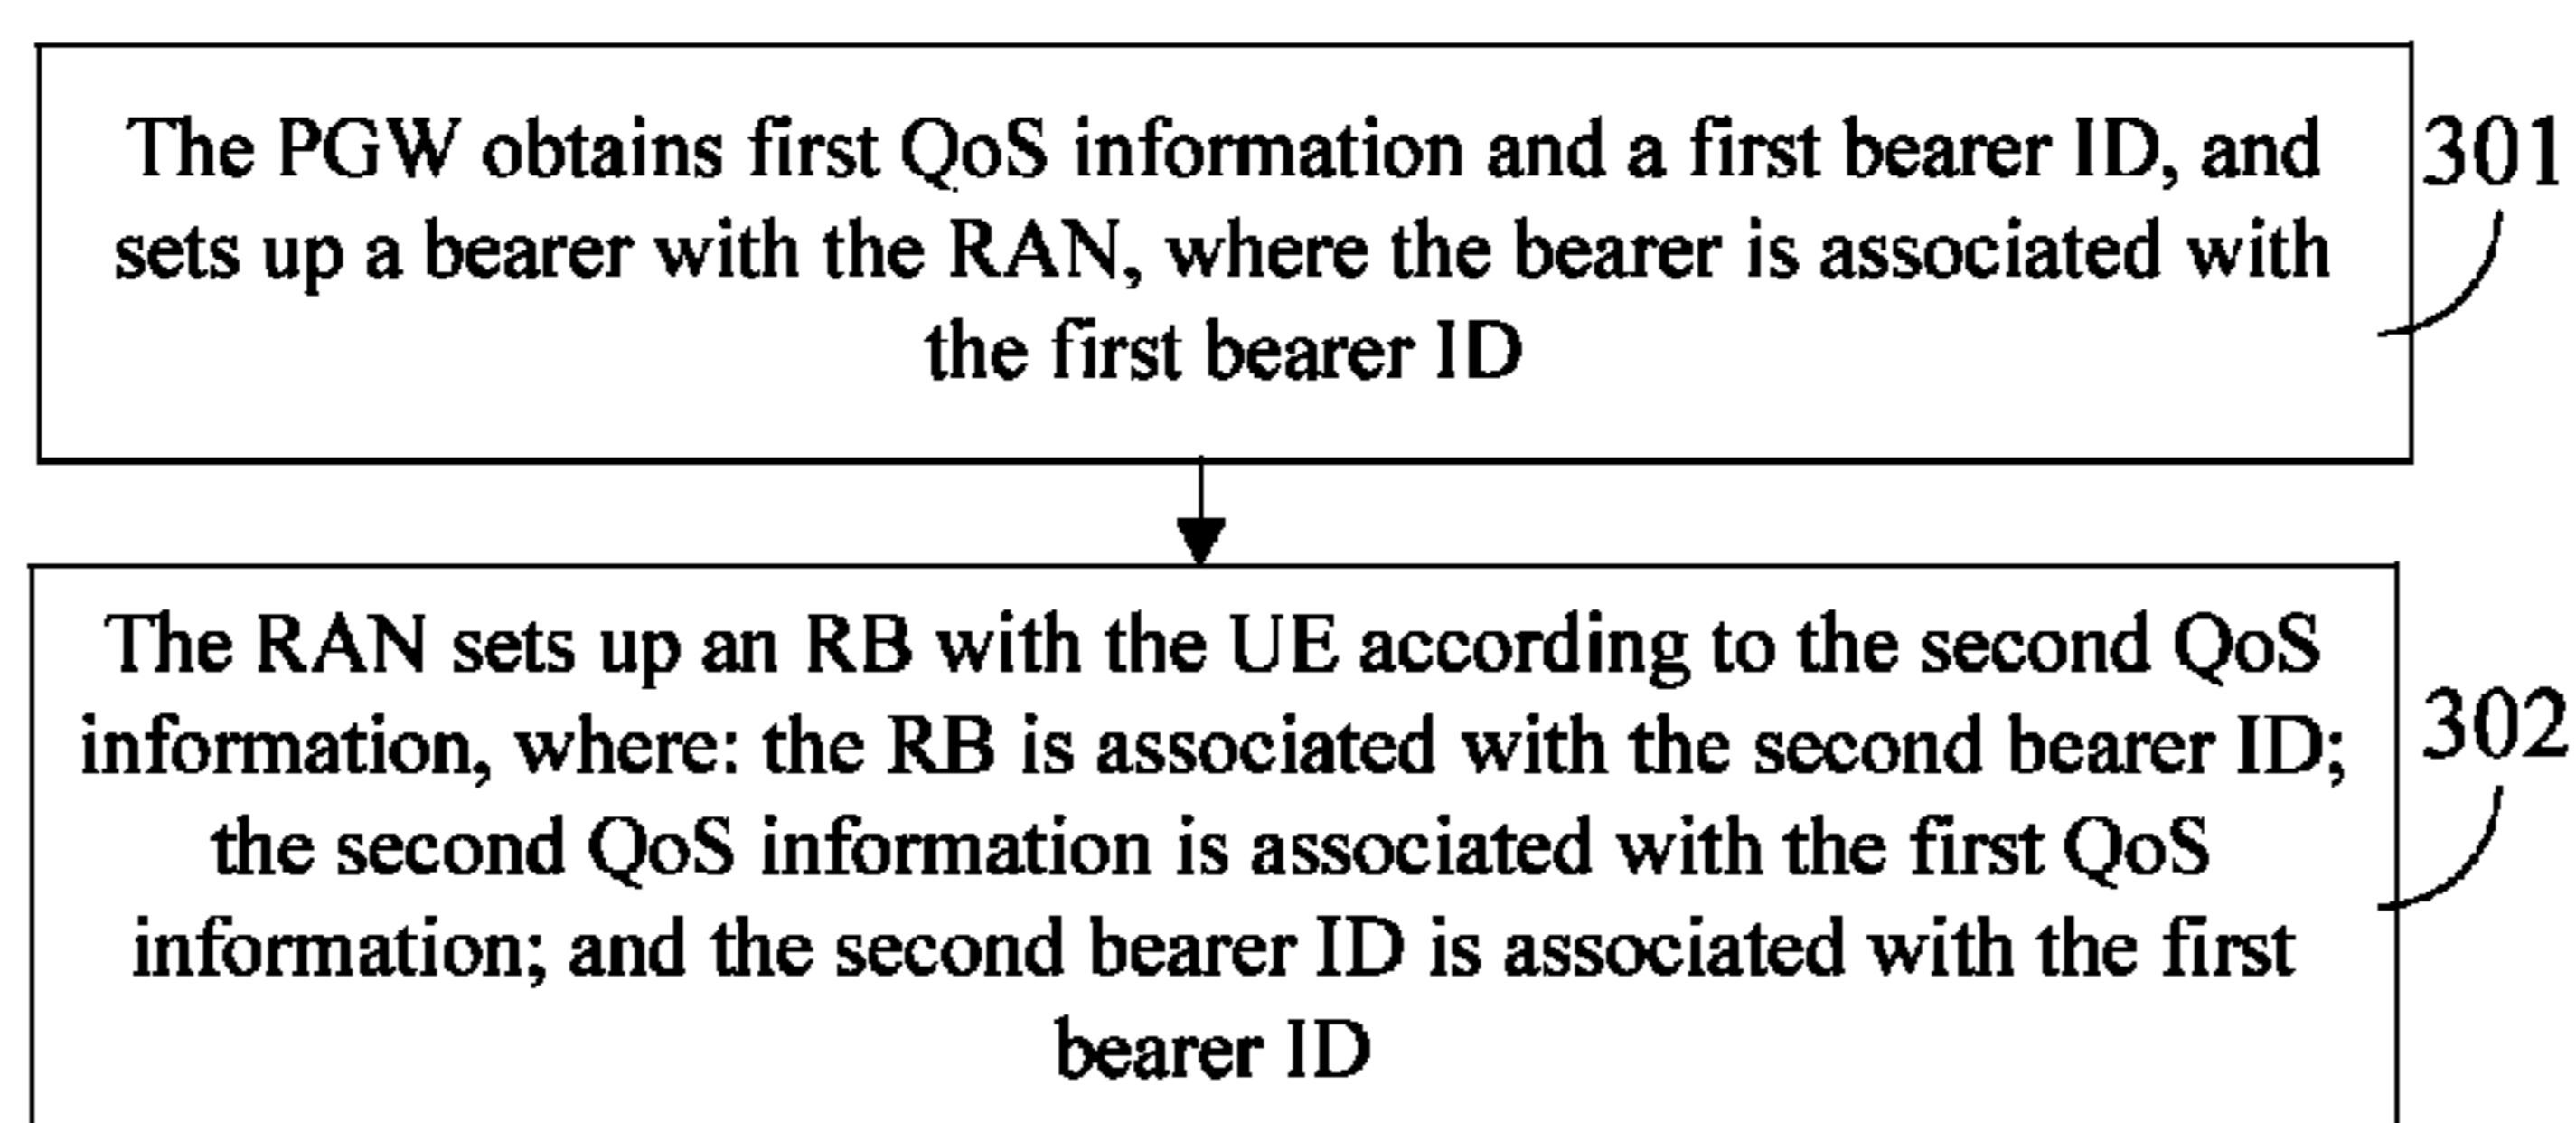 The PGW obtains first QoS information and a first bearer ID, and
sets up a bearer with the RAN, where the bearer is associated with
the first bearer ID
301
The RAN sets up an RB with the UE according to the second QoS
information, where: the RB is associated with the second bearer ID;
the second QoS information is associated with the first QoS
information; and the second bearer ID is associated with the first
bearer ID
302